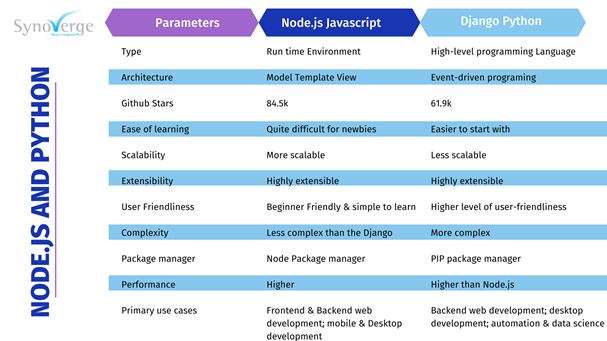 SynoVerge
Parameters Node.js Javascript Django Python
NODE.JS AND PYTHON
Type Run time Environment High-level programming Language
Architecture Model Template View Event-driven programing
Github Stars 84.5k 61.9k
Ease of learning Quite difficult for newbies Easier to start with
Scalability More scalable Less scalable
Extensibility Highly extensible Highly extensible
User Friendliness Beginner Friendly & simple to learn Higher level of user-friendliness
Complexity Less complex than the Django More complex
Package manager Node Package manager PIP package manager
Performance Higher Higher than Node.js
Primary use cases Frontend & Backend web Backend web development; desktop
development; mobile & Desktop development; automation & data science
development